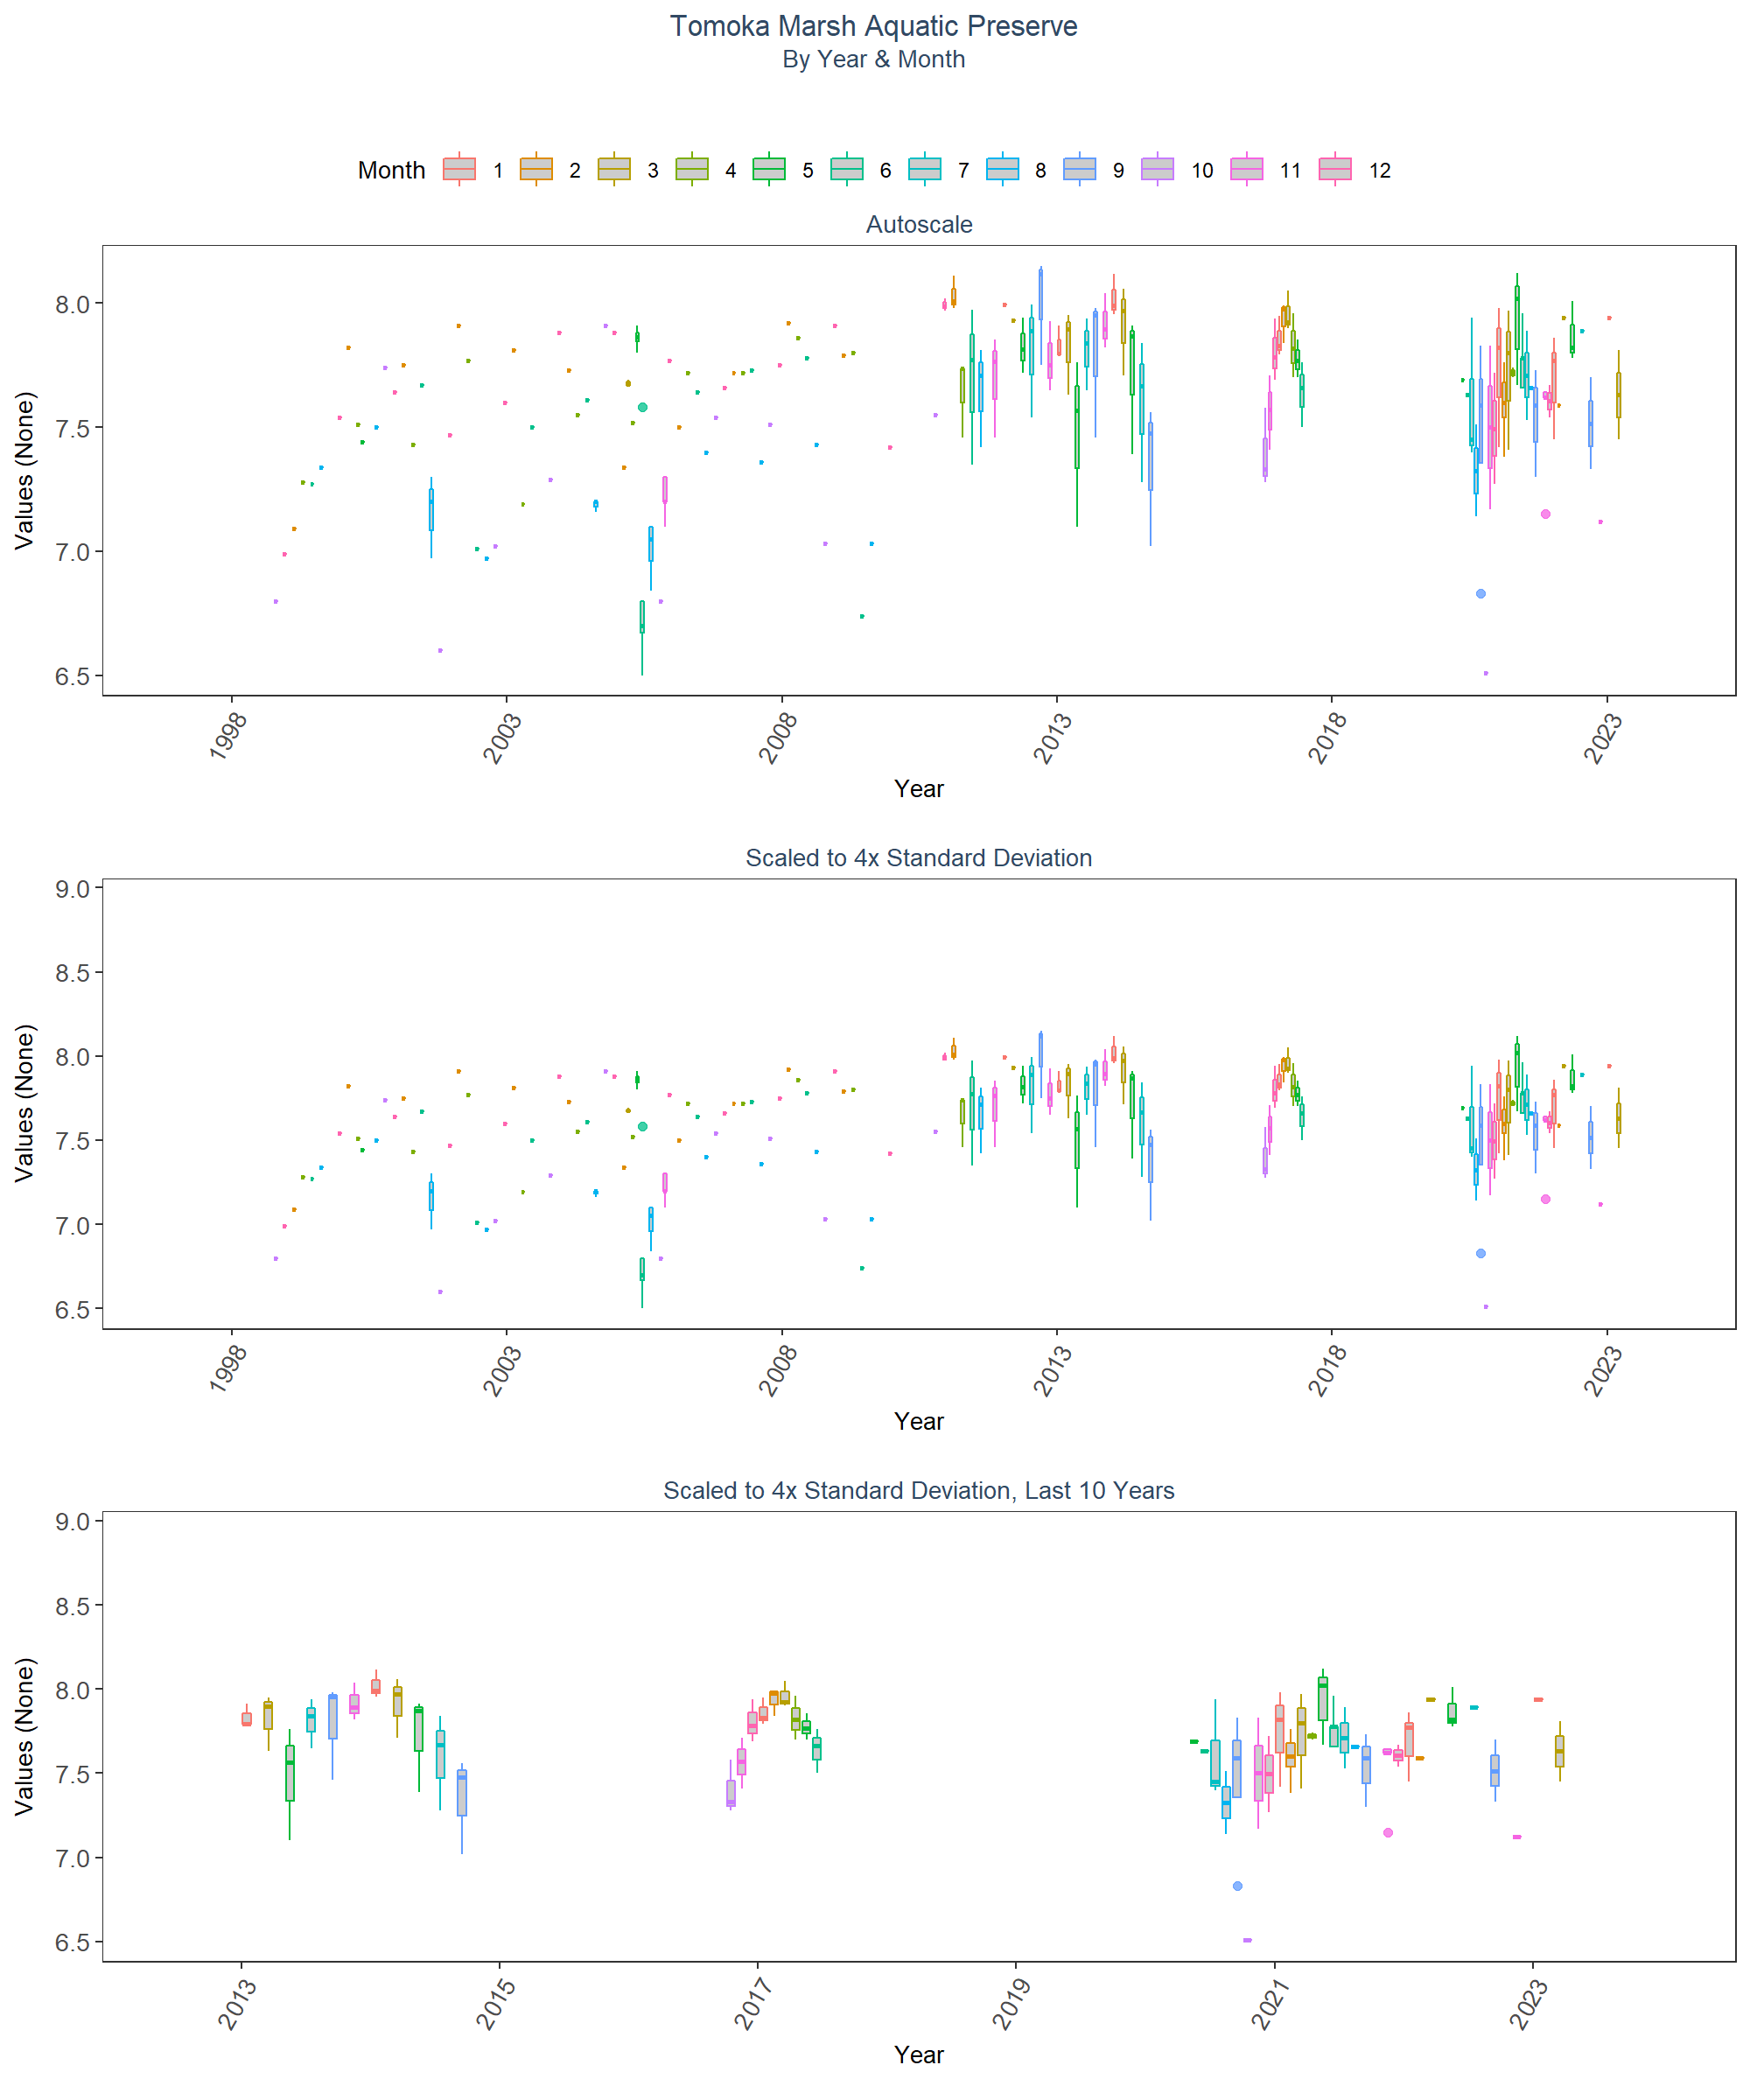 Tomoka Marsh Aquatic Preserve
By Year & Month
Month 1 2 3 4 5 6 7 8 9 10 11 12
Autoscale
Values (None)
8.0
7.5
7.0
6.5
1998 2003 2008 2013 2018 2023
Year
Scaled to 4x Standard Deviation
Values (None)
9.0
8.5
8.0
7.5
7.0
6.5
1998 2003 2008 2013 2018 2023
Year
Scaled to 4x Standard Deviation, Last 10 Years
Values (None)
9.0
8.5
8.0
7.5
7.0
6.5
2013 2015 2017 2019 2021 2023
Year